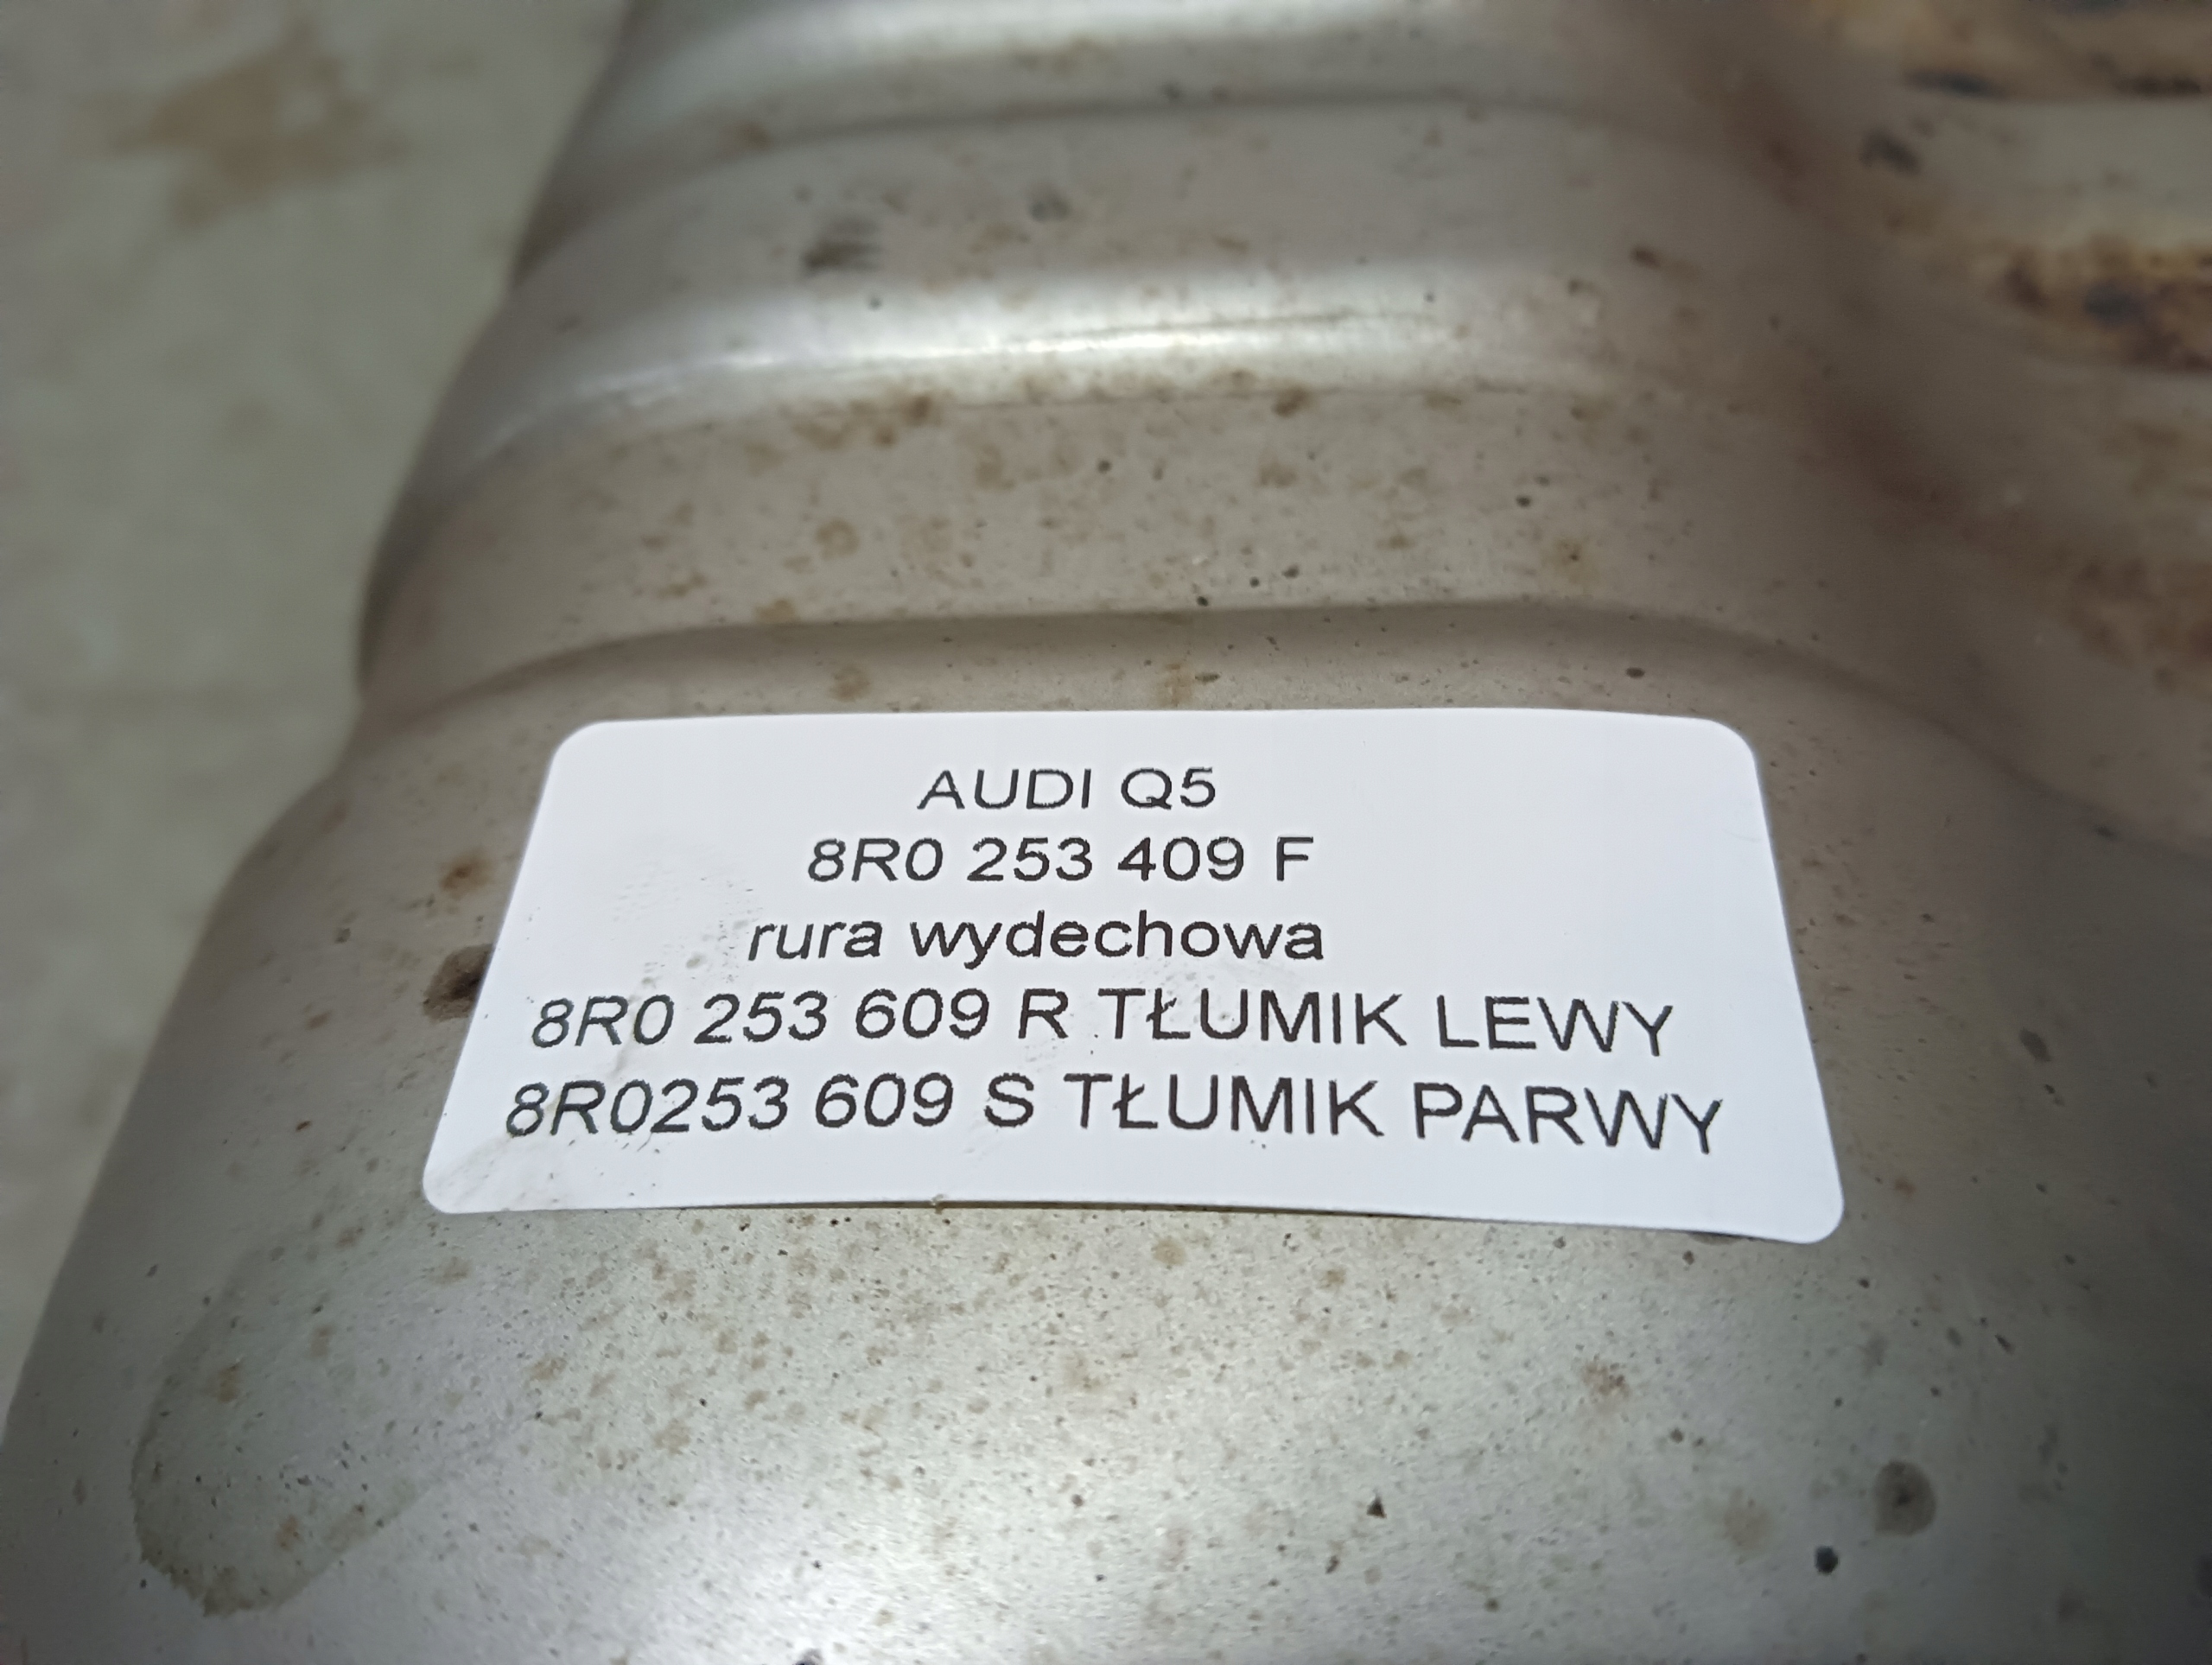 AUDI Q5
8R0 253 409 F
rura wydechowa
8R0 253 609 R TŁUMIK LEWY
8R0253 609 S TŁUMIK PARWY